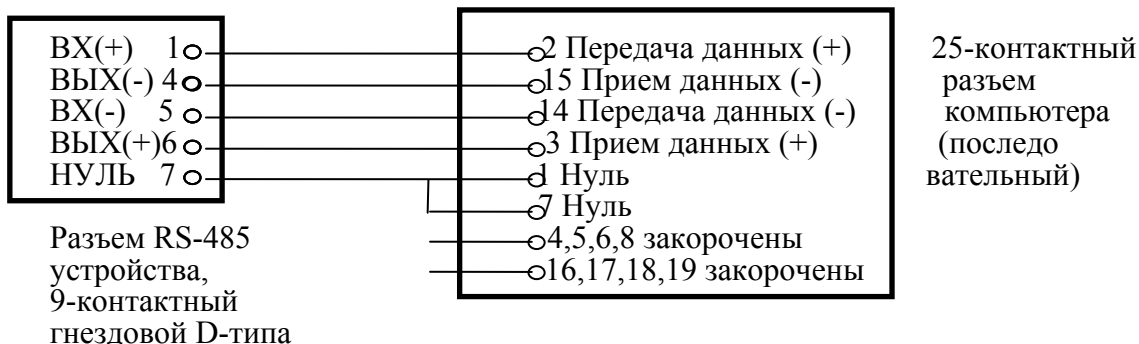 ВХ(+) 1
ВЫХ(-) 4
ВХ(-) 5
ВЫХ(+)6
НУЛЬ 7
Разъем RS-485
устройства,
9-контактный
гнездовой D-типа
2 Передача данных (+)
15 Прием данных (-)
14 Передача данных (-)
3 Прием данных (+)
1 Нуль
7 Нуль
4,5,6,8 закорочены
16,17,18,19 закорочены
25-контактный
разъем
компьютера
(последо
вательный)